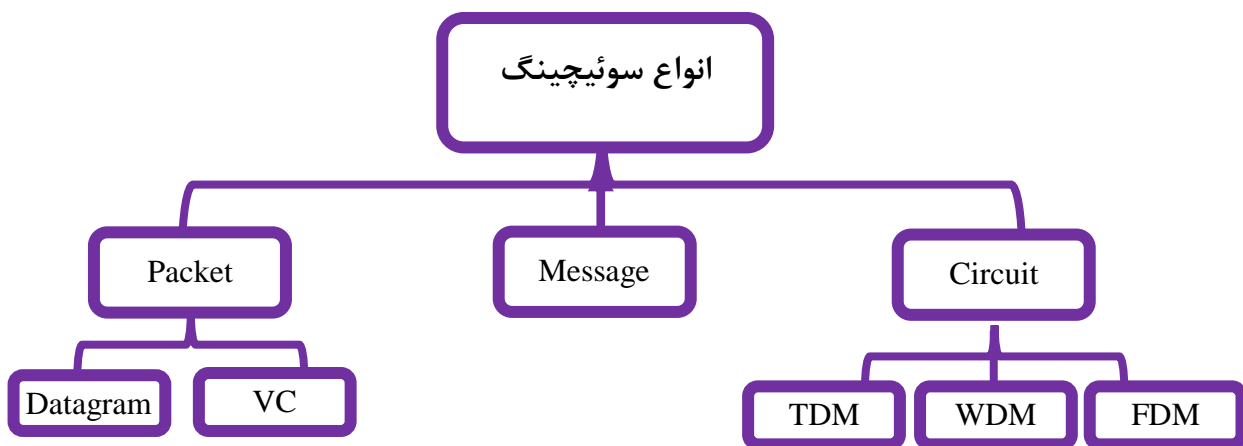 انواع سوئیچینگ
Packet
Message
Circuit
Datagram
VC
TDM
WDM
FDM